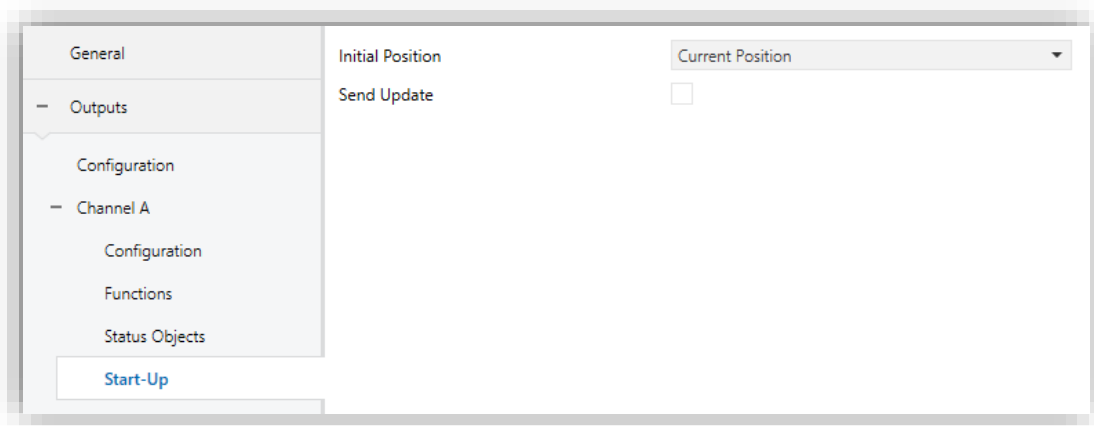 General
Outputs
Configuration
Channel A
Configuration
Functions
Status Objects
Start-Up
Initial Position
Current Position
Send Update